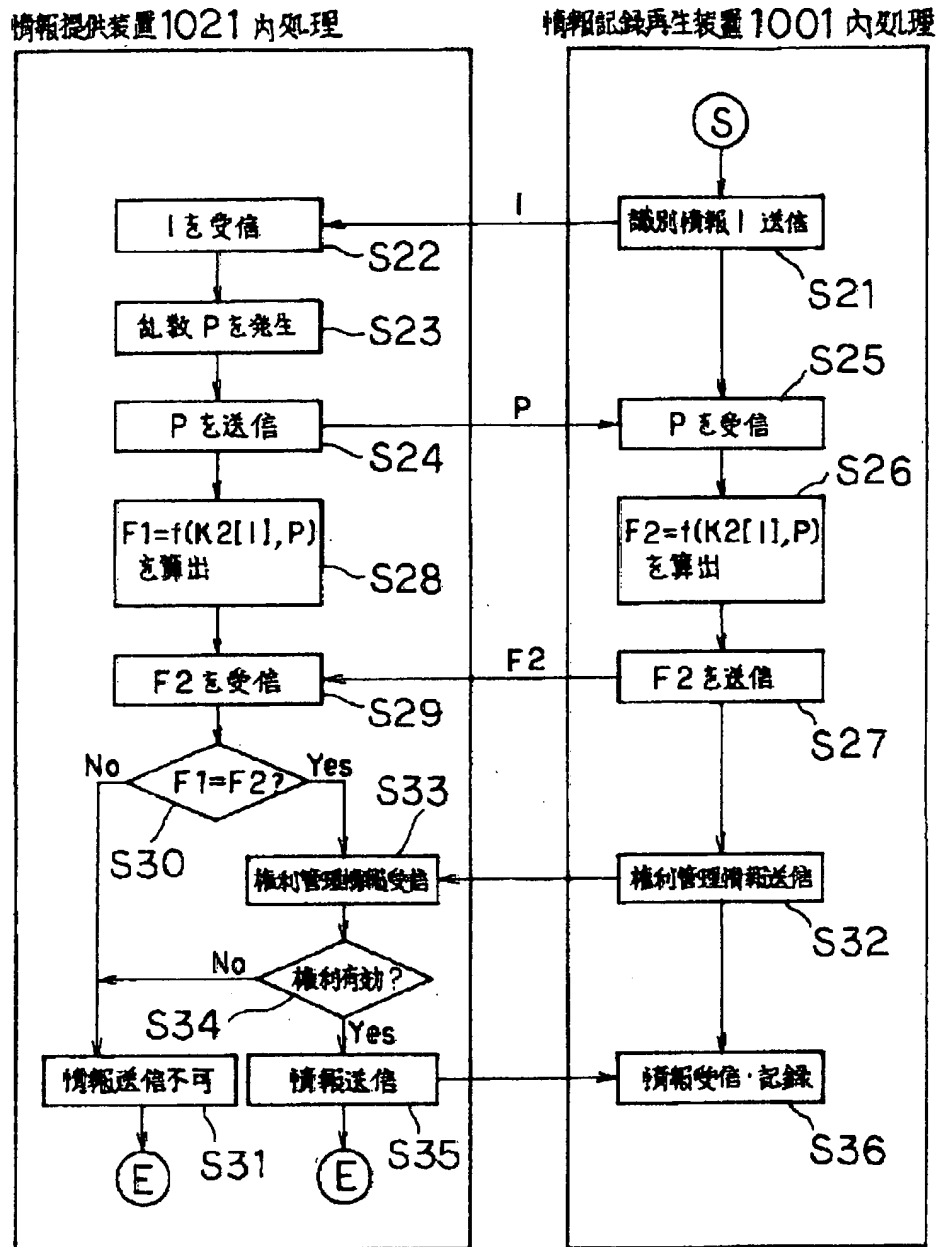 情報提供装置1021内処理
情報記録再生装置1001内処理
S
I
Iを受信
識別情報I 送信
S22
S21
乱数Pを発生
S23
S25
P
Pを送信
Pを受信
S24
S26
F1=f(K2[I],P)
を算出
F2=f(K2[I],P)
を算出
S28
F2
F2を受信
F2を送信
S29
S27
No
F1=F2?
Yes
S33
S30
権利管理情報受信
権利管理情報送信
S32
No
権利有効?
S34
Yes
情報送信不可
情報送信
情報受信・記録
S31
S35
S36
E
E